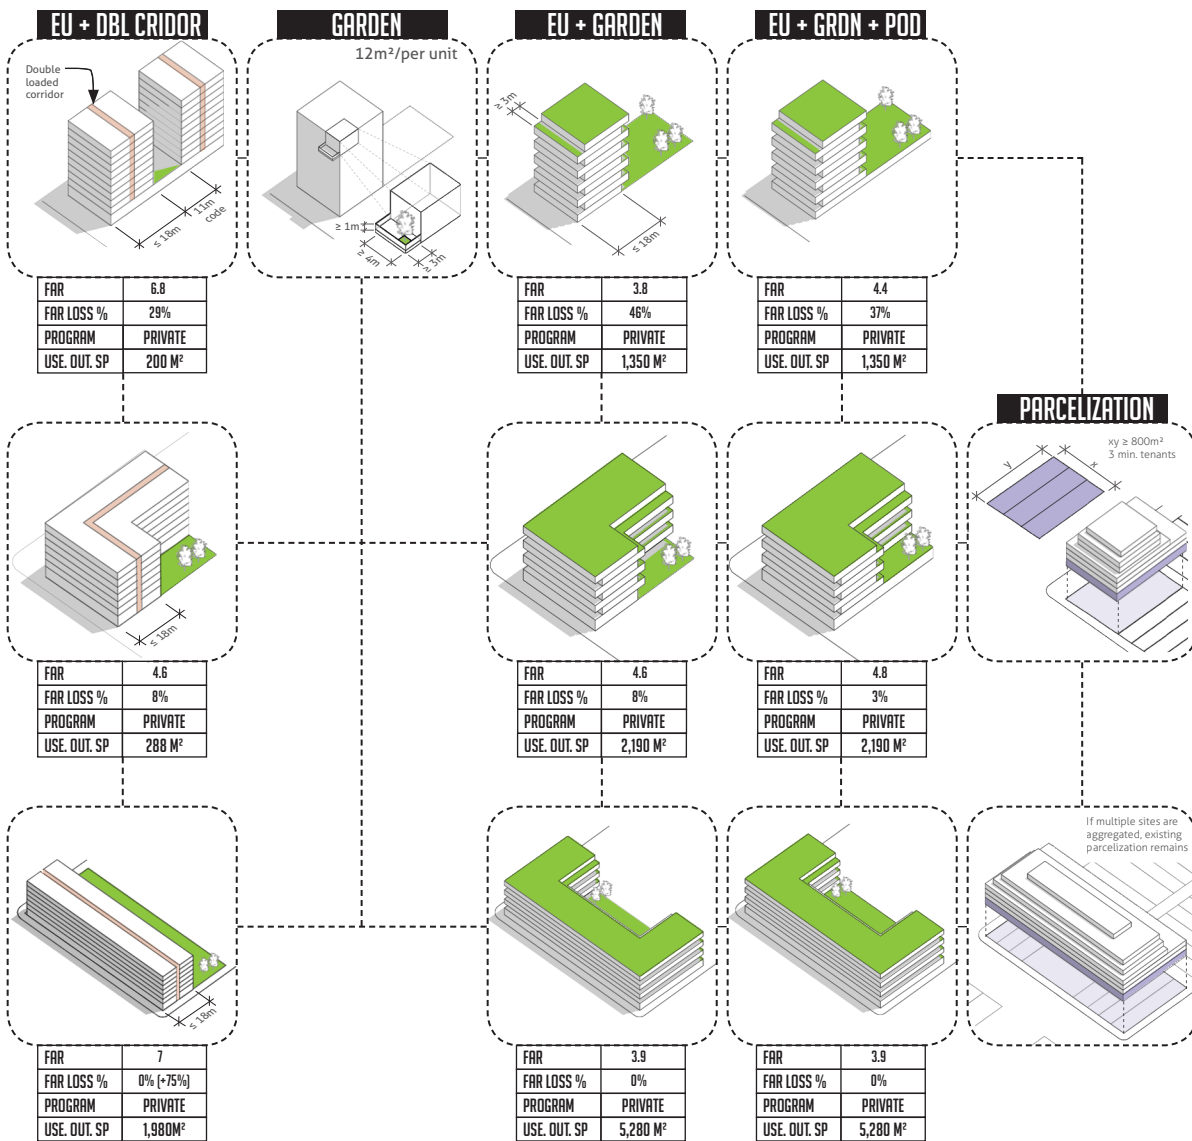 EU + DBL CRIDOR
GARDEN
EU + GARDEN
EU + GRDN + POD
Double
loaded
corridor
11m
code
≤ 18m
12m²/per unit
≥ 1m
≥ 4m
≥ 3m
≥ 3m
≤ 18m
FAR 6.8
FAR LOSS % 29%
PROGRAM PRIVATE
USE. OUT. SP 200 M²
FAR 3.8
FAR LOSS % 46%
PROGRAM PRIVATE
USE. OUT. SP 1,350 M²
FAR 4.4
FAR LOSS % 37%
PROGRAM PRIVATE
USE. OUT. SP 1,350 M²
PARCELIZATION
≤ 18m
xy ≥ 800m²
3 min. tenants
y
x
FAR 4.6
FAR LOSS % 8%
PROGRAM PRIVATE
USE. OUT. SP 288 M²
FAR 4.6
FAR LOSS % 8%
PROGRAM PRIVATE
USE. OUT. SP 2,190 M²
FAR 4.8
FAR LOSS % 3%
PROGRAM PRIVATE
USE. OUT. SP 2,190 M²
≤ 18m
If multiple sites are
aggregated, existing
parcelization remains
FAR 7
FAR LOSS % 0% (+75%)
PROGRAM PRIVATE
USE. OUT. SP 1,980M²
FAR 3.9
FAR LOSS % 0%
PROGRAM PRIVATE
USE. OUT. SP 5,280 M²
FAR 3.9
FAR LOSS % 0%
PROGRAM PRIVATE
USE. OUT. SP 5,280 M²